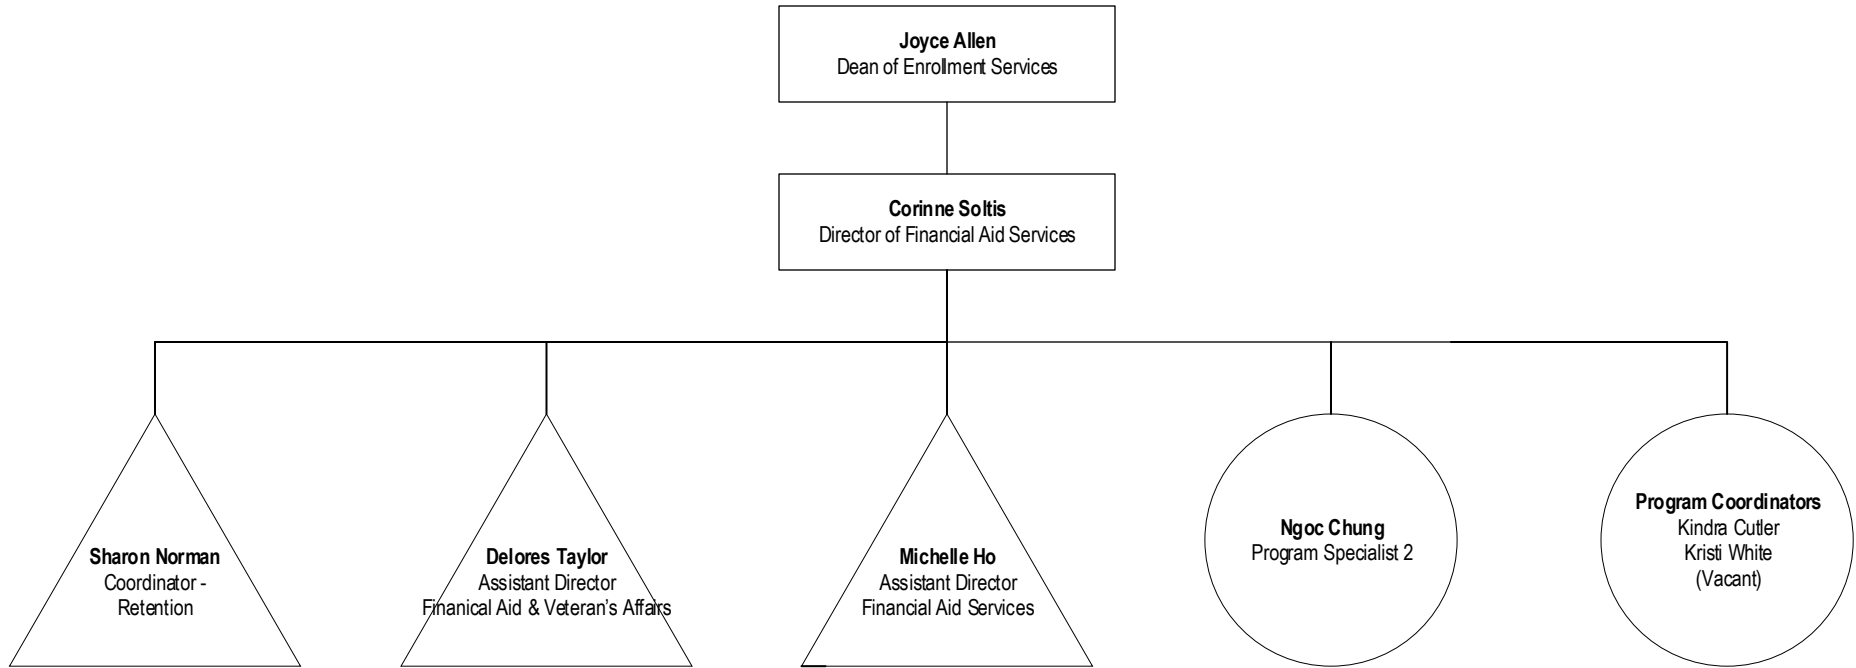 Joyce Allen
Dean of Enrollment Services
Corinne Soltis
Director of Financial Aid Services
Sharon Norman
Coordinator -
Retention
Delores Taylor
Assistant Director
Finanical Aid & Veteran's Affairs
Michelle Ho
Assistant Director
Financial Aid Services
Ngoc Chung
Program Specialist 2
Program Coordinators
Kindra Cutler
Kristi White
(Vacant)